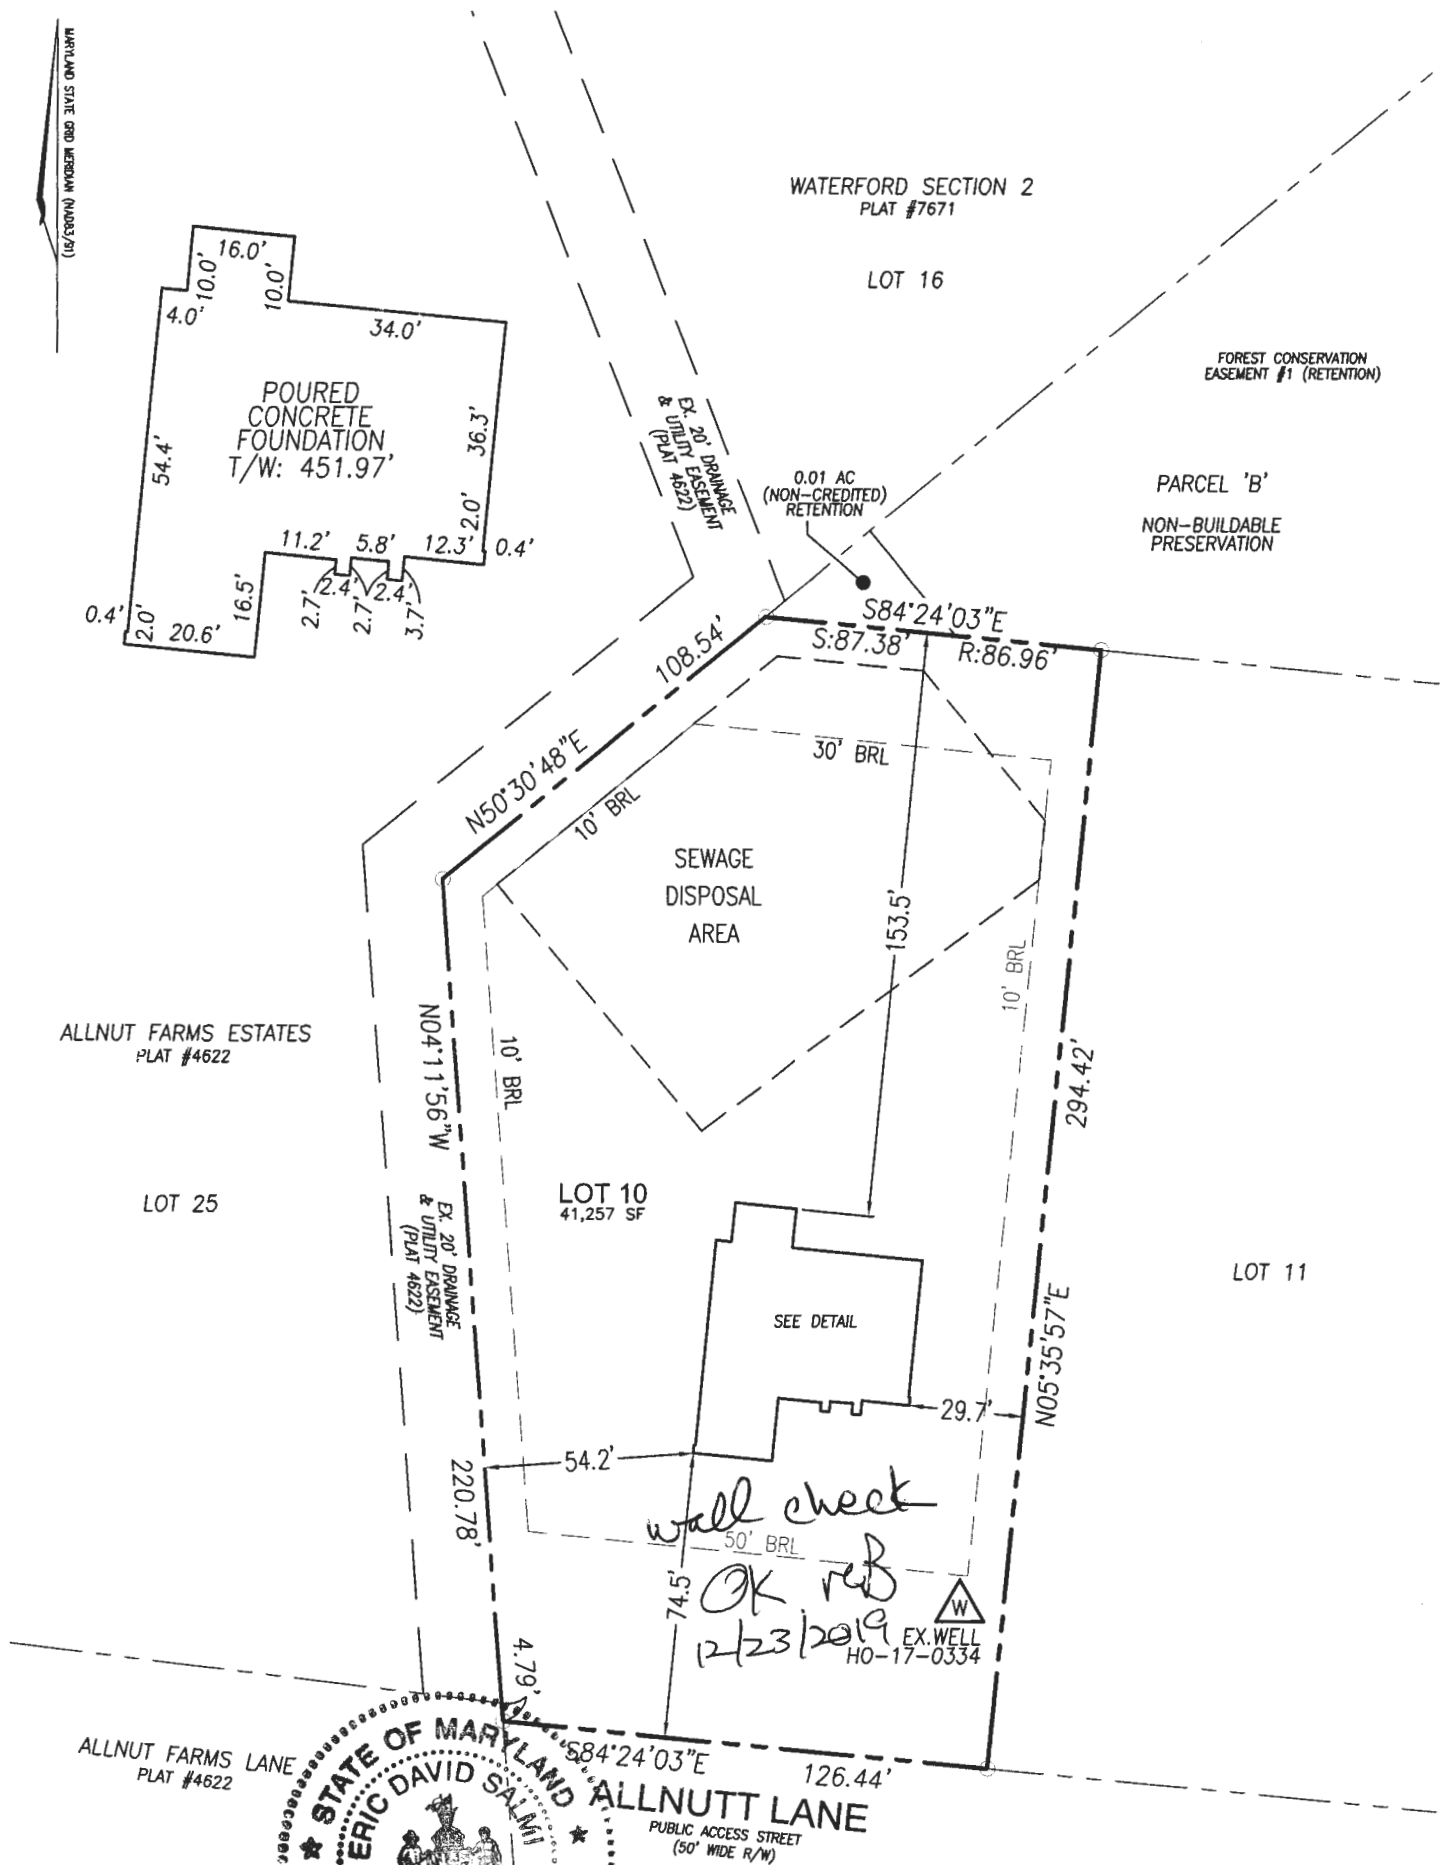 MARYLAND STATE GRID MERIDIAN (NAD83/91)
WATERFORD SECTION 2
PLAT #7671
LOT 16
FOREST CONSERVATION
EASEMENT #1 (RETENTION)
PARCEL 'B'
NON-BUILDABLE
PRESERVATION
16.0'
10.0'
10.0'
4.0'
34.0'
POURED
CONCRETE
FOUNDATION
T/W: 451.97'
54.4'
36.3'
2.0'
11.2'
5.8'
12.3'
0.4'
2.4'
2.4'
2.7'
2.7'
3.7'
16.5'
0.4'
2.0'
20.6'
EX. 20' DRAINAGE
& UTILITY EASEMENT
(PLAT 4622)
0.01 AC
(NON-CREDITED)
RETENTION
S84°24'03"E
S:87.38'
R:86.96'
108.54'
N50°30'48"E
10' BRL
30' BRL
SEWAGE
DISPOSAL
AREA
153.5'
10' BRL
294.42'
N05°35'57"E
ALLNUT FARMS ESTATES
PLAT #4622
LOT 25
N04°11'56"W
10' BRL
EX. 20' DRAINAGE
& UTILITY EASEMENT
(PLAT 4622)
LOT 10
41,257 SF
SEE DETAIL
LOT 11
29.7'
54.2'
220.78'
wall check
50' BRL
OK reB
74.5'
12/23/2019
W
EX.WELL
HO-17-0334
4.79'
S84°24'03"E
126.44'
ALLNUT FARMS LANE
PLAT #4622
ALLNUTT LANE
PUBLIC ACCESS STREET
(50' WIDE R/W)
STATE OF MARYLAND
ERIC DAVID SALMI